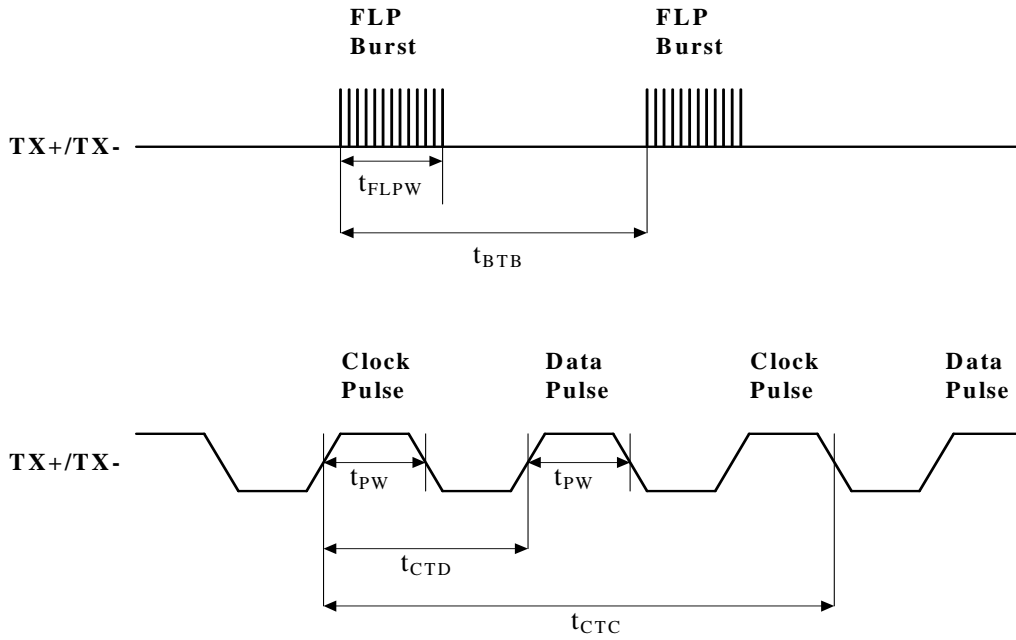 FLP
Burst
FLP
Burst
TX+/TX-
tFLPW
tBTB
Clock
Pulse
Data
Pulse
Clock
Pulse
Data
Pulse
TX+/TX-
tPW
tPW
tCTD
tCTC